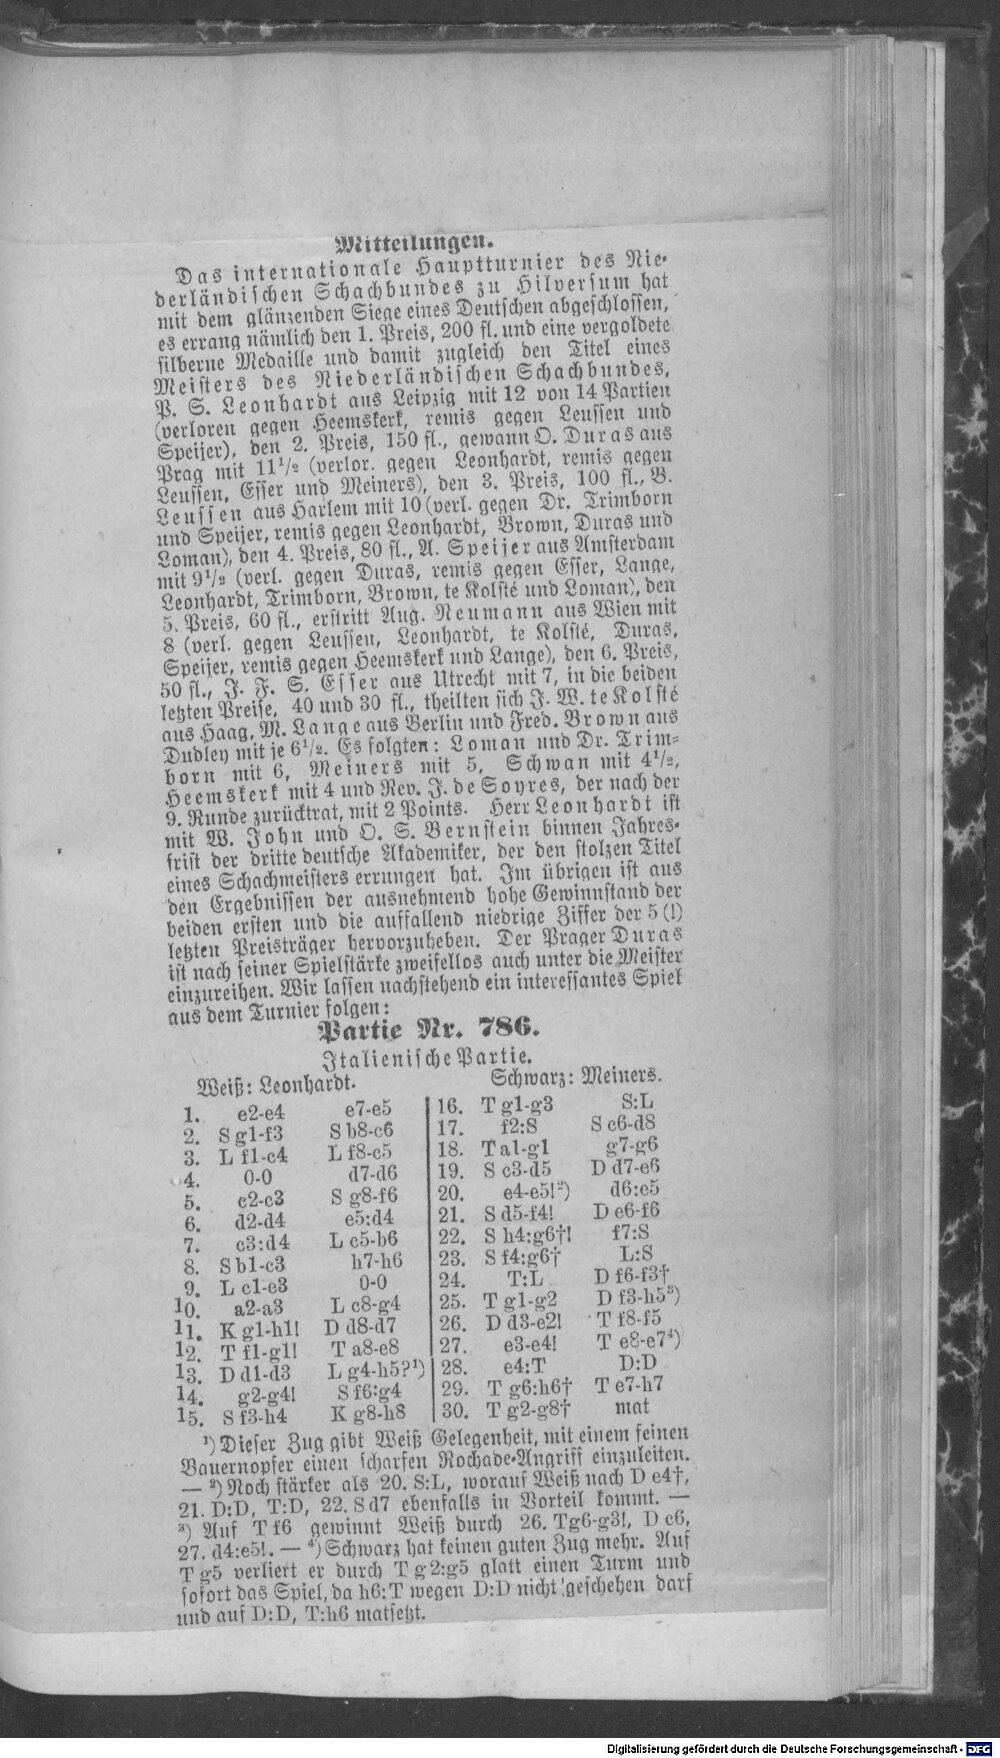 Mitteilungen.
Das internationale Hauptturnier des Nie-
derländischen Schachbundes zu Hilversum hat
mit dem glänzenden Siege eines Deutschen abgeschlossen,
es errang nämlich den 1. Preis, 200 fl. und eine vergoldete
silberne Medaille und damit zugleich den Titel eines
Meisters des Niederländischen Schachbundes,
P. S. Leonhardt aus Leipzig mit 12 von 14 Partien
(verloren gegen Heemskerk, remis gegen Leussen und
Speijer), den 2. Preis, 150 fl., gewann O. Duras aus
Prag mit 11½ (verlor. gegen Leonhardt, remis gegen
Leussen, Esser und Meiners), den 3. Preis, 100 fl., B.
Leussen aus Harlem mit 10 (verl. gegen Dr. Trimborn
und Speijer, remis gegen Leonhardt, Brown, Duras und
Loman), den 4. Preis, 80 fl., A. Speijer aus Amsterdam
mit 9½ (verl. gegen Duras, remis gegen Esser, Lange,
Leonhardt, Trimborn, Brown, te Kolsté und Loman), den
5. Preis, 60 fl., erstritt Aug. Neumann aus Wien mit
8 (verl. gegen Leussen, Leonhardt, te Kolsté, Duras,
Speijer, remis gegen Heemskerk und Lange), den 6. Preis,
50 fl., J. F. S. Esser aus Utrecht mit 7, in die beiden
letzten Preise, 40 und 30 fl., theilten sich J. W. te Kolsté
aus Haag, M. Lange aus Berlin und Fred. Brown aus
Dudley mit je 6½. Es folgten: Loman und Dr. Trim-
born mit 6, Meiners mit 5, Schwan mit 4½,
Heemskerk mit 4 und Rev. J. de Soyres, der nach der
9. Runde zurücktrat, mit 2 Points. Herr Leonhardt ist
mit W. John und O. S. Bernstein binnen Jahres-
frist der dritte deutsche Akademiker, der den stolzen Titel
eines Schachmeisters errungen hat. Im übrigen ist aus
den Ergebnissen der ausnehmend hohe Gewinnstand der
beiden ersten und die auffallend niedrige Ziffer der 5 (!)
letzten Preisträger hervorzuheben. Der Prager Duras
ist nach seiner Spielstärke zweifellos auch unter die Meister
einzureihen. Wir lassen nachstehend ein interessantes Spiel
aus dem Turnier folgen:
Partie Nr. 786.
Italienische Partie.
Weiß: Leonhardt. Schwarz: Meiners.
1. e2-e4 e7-e5
2. S g1-f3 S b8-c6
3. L f1-c4 L f8-c5
4. 0-0 d7-d6
5. c2-c3 S g8-f6
6. d2-d4 e5:d4
7. c3:d4 L c5-b6
8. S b1-c3 h7-h6
9. L c1-e3 0-0
10. a2-a3 L c8-g4
11. K g1-h1! D d8-d7
12. T f1-g1! T a8-e8
13. D d1-d3 L g4-h5?¹)
14. g2-g4! S f6:g4
15. S f3-h4 K g8-h8
16. T g1-g3 S:L
17. f2:S S c6-d8
18. T a1-g1 g7-g6
19. S c3-d5 D d7-e6
20. e4-e5!²) d6:e5
21. S d5-f4! D e6-f6
22. S h4:g6†! f7:S
23. S f4:g6† L:S
24. T:L D f6-f3†
25. T g1-g2 D f3-h5³)
26. D d3-e2! T f8-f5
27. e3-e4! T e8-e7⁴)
28. e4:T D:D
29. T g6:h6† T e7-h7
30. T g2-g8† mat
¹) Dieser Zug gibt Weiß Gelegenheit, mit einem feinen
Bauernopfer einen scharfen Rochade-Angriff einzuleiten.
— ²) Noch stärker als 20. S:L, worauf Weiß nach D e4†,
21. D:D, T:D, 22. S d7 ebenfalls in Vorteil kommt. —
³) Auf T f6 gewinnt Weiß durch 26. Tg6-g3!, D c6,
27. d4:e5!. — ⁴) Schwarz hat keinen guten Zug mehr. Auf
T g5 verliert er durch T g2:g5 glatt einen Turm und
sofort das Spiel, da h6:T wegen D:D nicht geschehen darf
und auf D:D, T:h6 matsetzt.
Digitalisierung gefördert durch die Deutsche Forschungsgemeinschaft - DFG